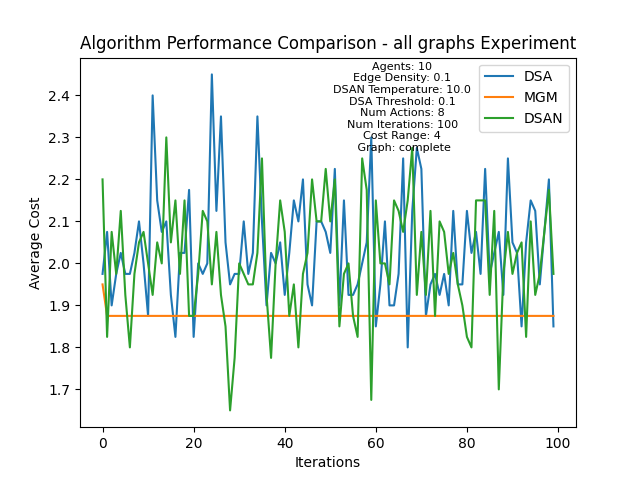 Algorithm Performance Comparison - all graphs Experiment
Agents: 10
Edge Density: 0.1
DSAN Temperature: 10.0
DSA Threshold: 0.1
Num Actions: 8
Num Iterations: 100
Cost Range: 4
Graph: complete
DSA
MGM
DSAN
Average Cost
2.4
2.3
2.2
2.1
2.0
1.9
1.8
1.7
0
20
40
60
80
100
Iterations